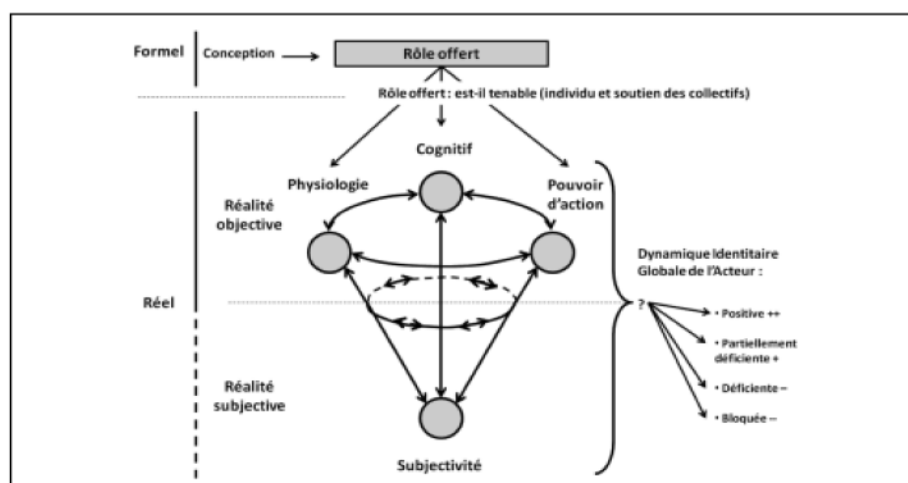 Formel
Conception
Rôle offert
Rôle offert : est-il tenable (individu et soutien des collectifs)
Cognitif
Physiologie
Pouvoir
d'action
Réalité
objective
Dynamique Identitaire
Globale de l'Acteur :
Réel
?
• Positive ++
• Partiellement
déficiente +
• Déficiente –
• Bloquée --
Réalité
subjective
Subjectivité